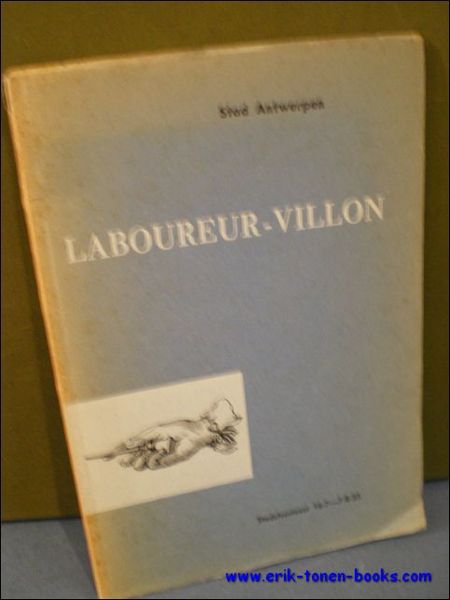 Stad Antwerpen
LABOUREUR-VILLON
www.erik-tonen-books.com